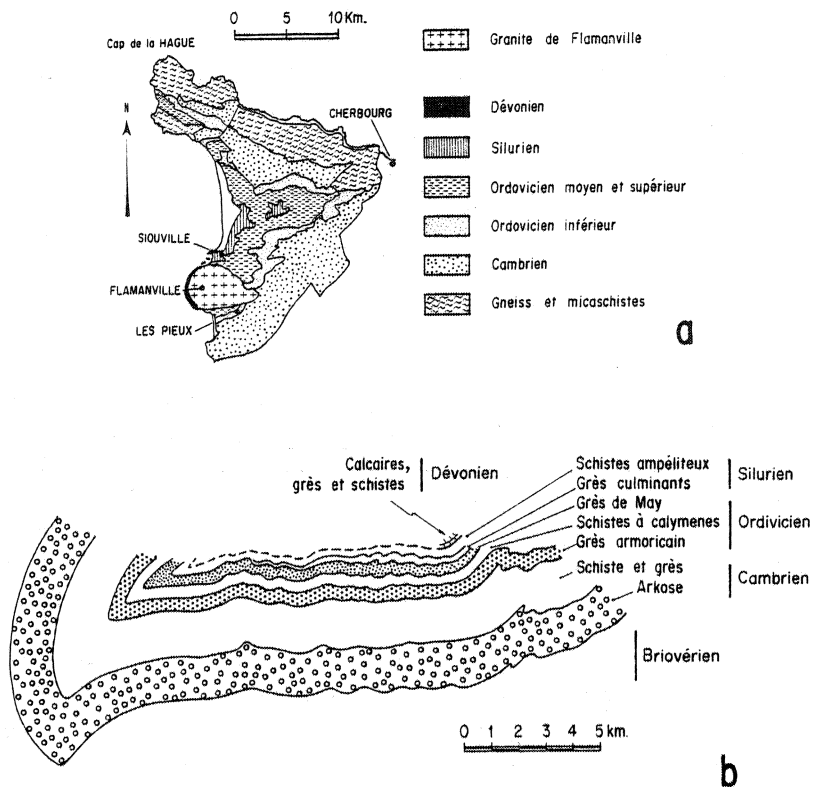 0 5 10 Km.
Cap de la HAGUE
N
CHERBOURG
SIOUVILLE
FLAMANVILLE
LES PIEUX
Granite de Flamanville
Dévonien
Silurien
Ordovicien moyen et supérieur
Ordovicien inférieur
Cambrien
Gneiss et micaschistes
a
Calcaires,
grès et schistes
Dévonien
Schistes ampéliteux
Grès culminants
Silurien
Grès de May
Schistes à calymenes
Grès armoricain
Ordivicien
Schiste et grès
Arkose
Cambrien
Briovérien
0 1 2 3 4 5 km.
b